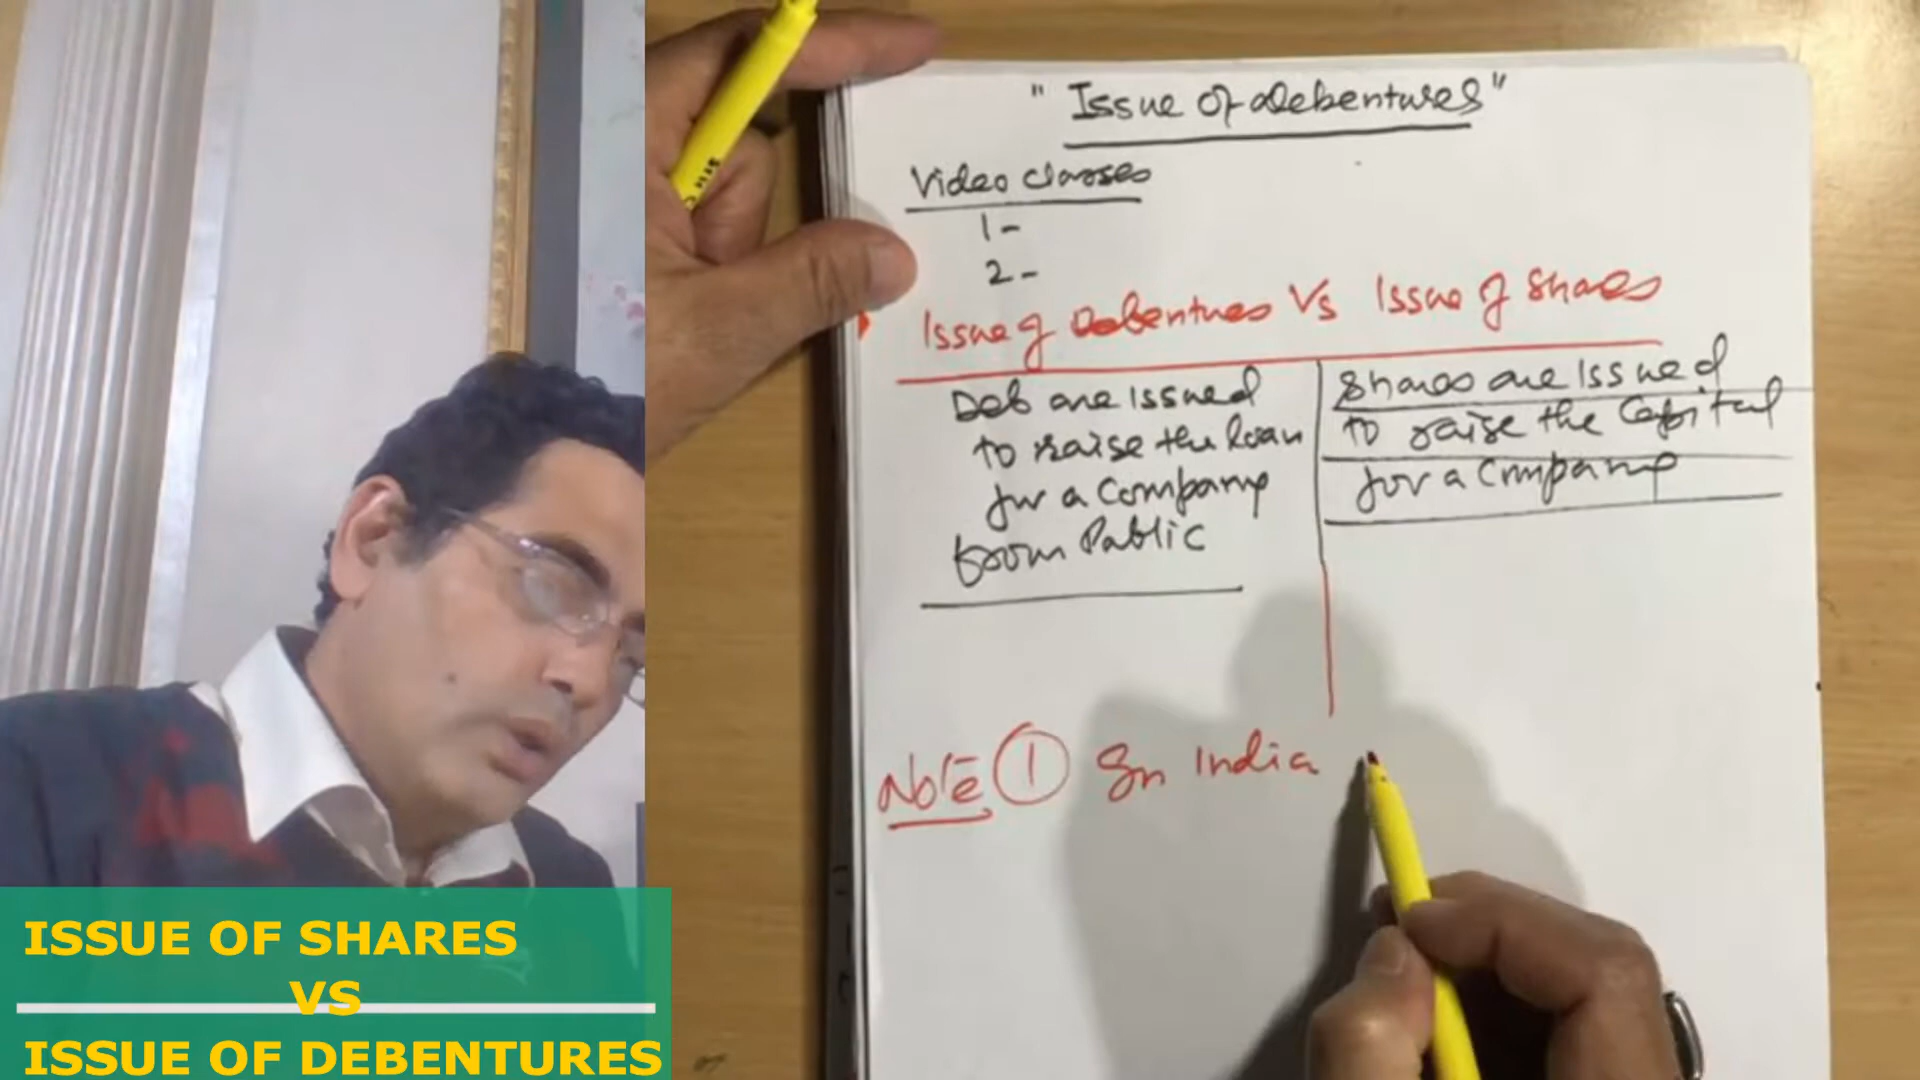 "Issue of Debentures"
Video classes
1-
2-
Issue of Debentures Vs Issue of Shares
Deb are issued
to raise the loan
for a Company
from Public
Shares are issued
to raise the Capital
for a Company
Note 1 In India
ISSUE OF SHARES
VS
ISSUE OF DEBENTURES